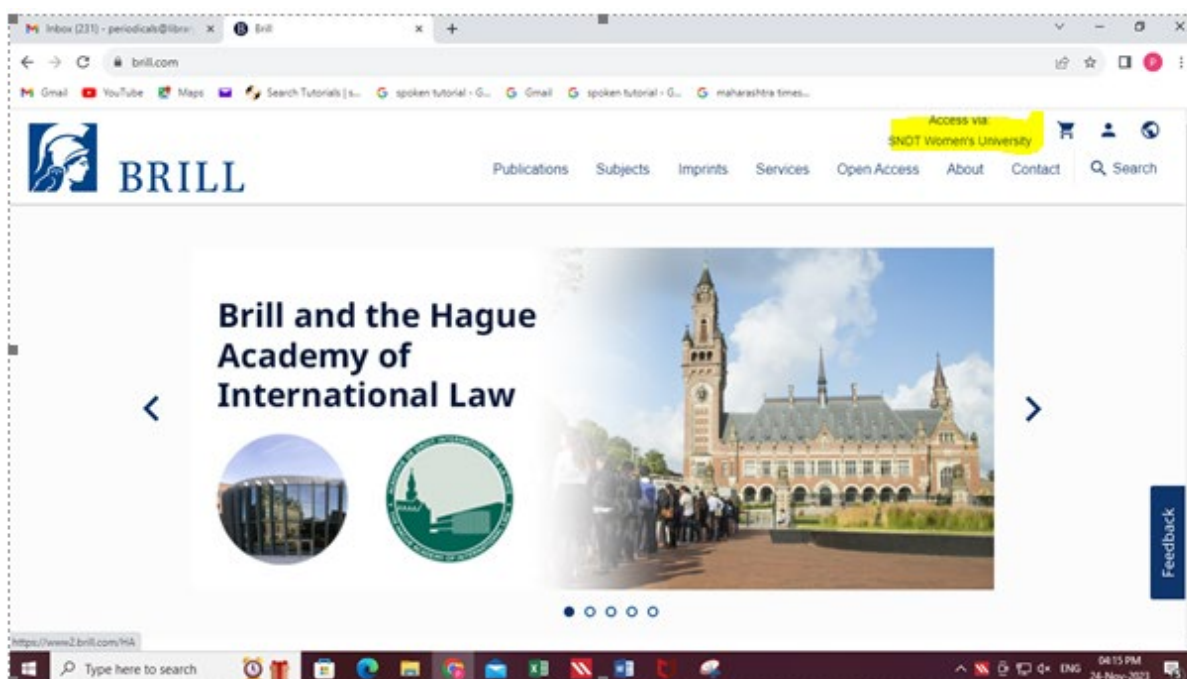 Inbox (231) - periodicals@librar
Brill
brill.com
Gmail
YouTube
Maps
Search Tutorials | s...
spoken tutorial - G...
Gmail
spoken tutorial - G...
maharashtra times...
Access via:
SNDT Women's University
BRILL
Publications Subjects Imprints Services Open Access About Contact Search
Brill and the Hague
Academy of
International Law
Feedback
https://www2.brill.com/HA
Type here to search
ENG
04:15 PM
24-Nov-2023